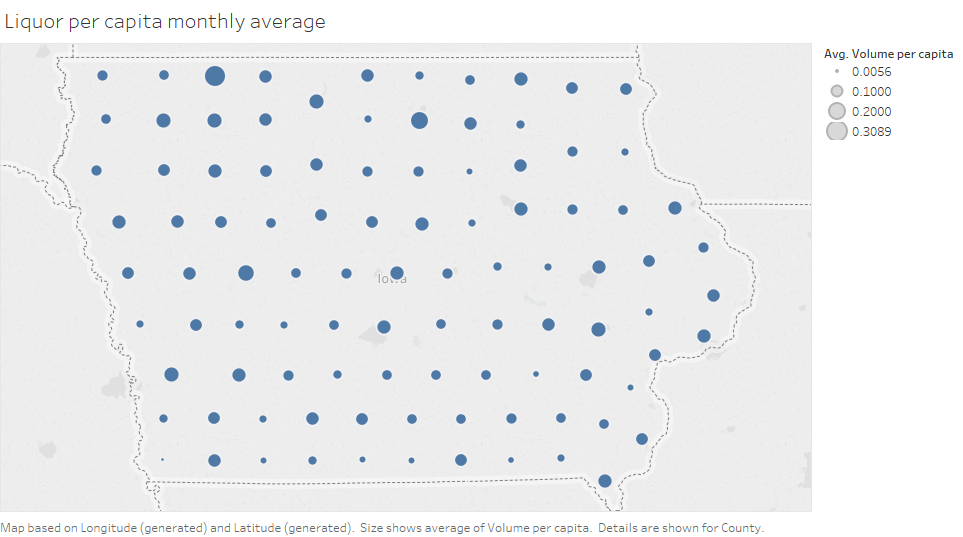 Liquor per capita monthly average
Avg. Volume per capita
0.0056
0.1000
0.2000
0.3089
Iowa
Map based on Longitude (generated) and Latitude (generated).  Size shows average of Volume per capita.  Details are shown for County.